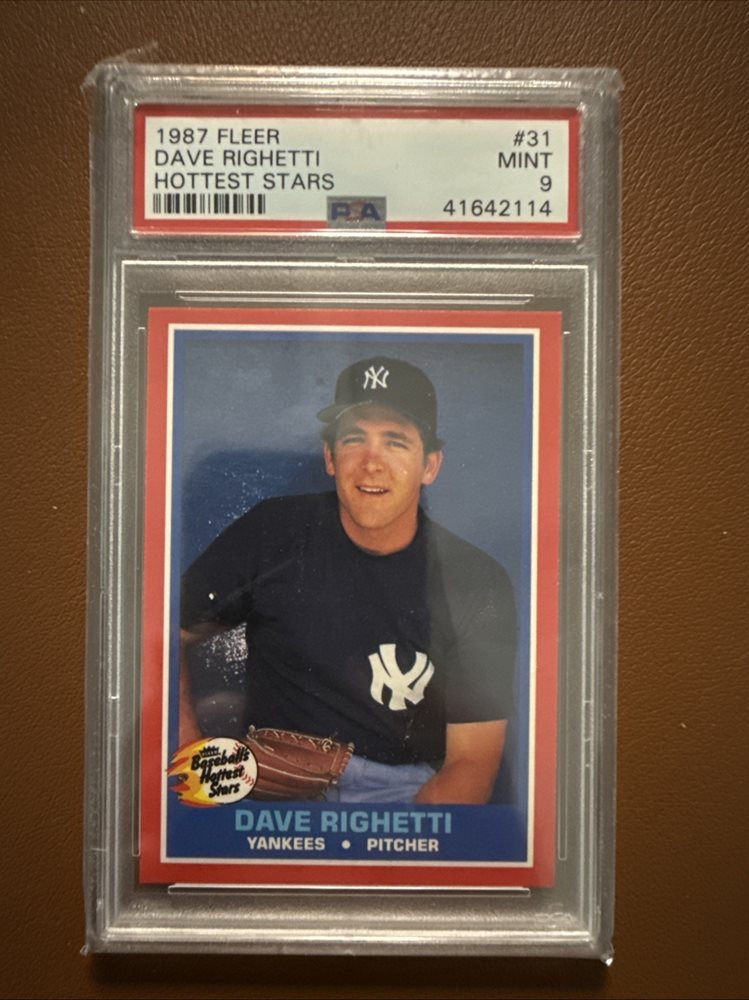 1987 FLEER #31
DAVE RIGHETTI MINT
HOTTEST STARS 9
PSA 41642114
NY
NY
Baseball's
Hottest
Stars
DAVE RIGHETTI
YANKEES • PITCHER